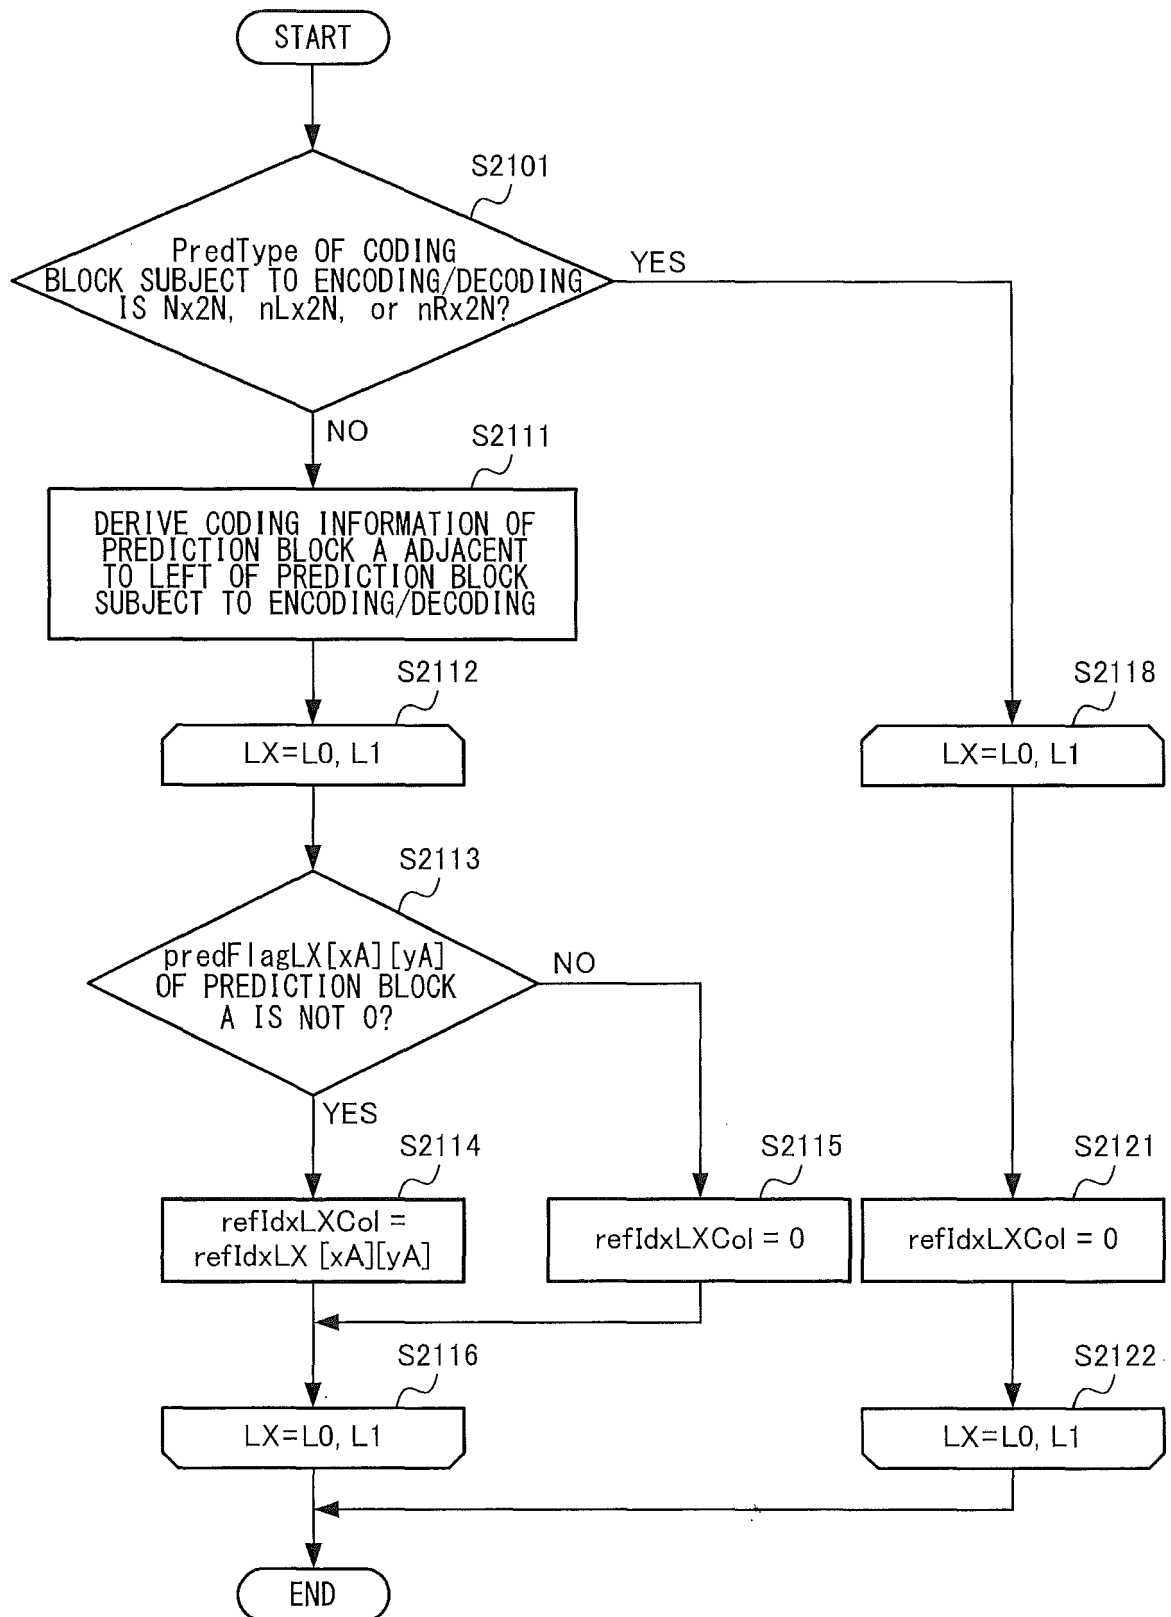 START
S2101
PredType OF CODING
BLOCK SUBJECT TO ENCODING/DECODING
IS Nx2N, nLx2N, or nRx2N?
YES
NO
S2111
DERIVE CODING INFORMATION OF
PREDICTION BLOCK A ADJACENT
TO LEFT OF PREDICTION BLOCK
SUBJECT TO ENCODING/DECODING
S2112
LX=L0, L1
S2118
LX=L0, L1
S2113
predFlagLX[xA][yA]
OF PREDICTION BLOCK
A IS NOT 0?
NO
YES
S2114
refIdxLXCol =
refIdxLX [xA][yA]
S2115
refIdxLXCol = 0
S2121
refIdxLXCol = 0
S2116
LX=L0, L1
S2122
LX=L0, L1
END